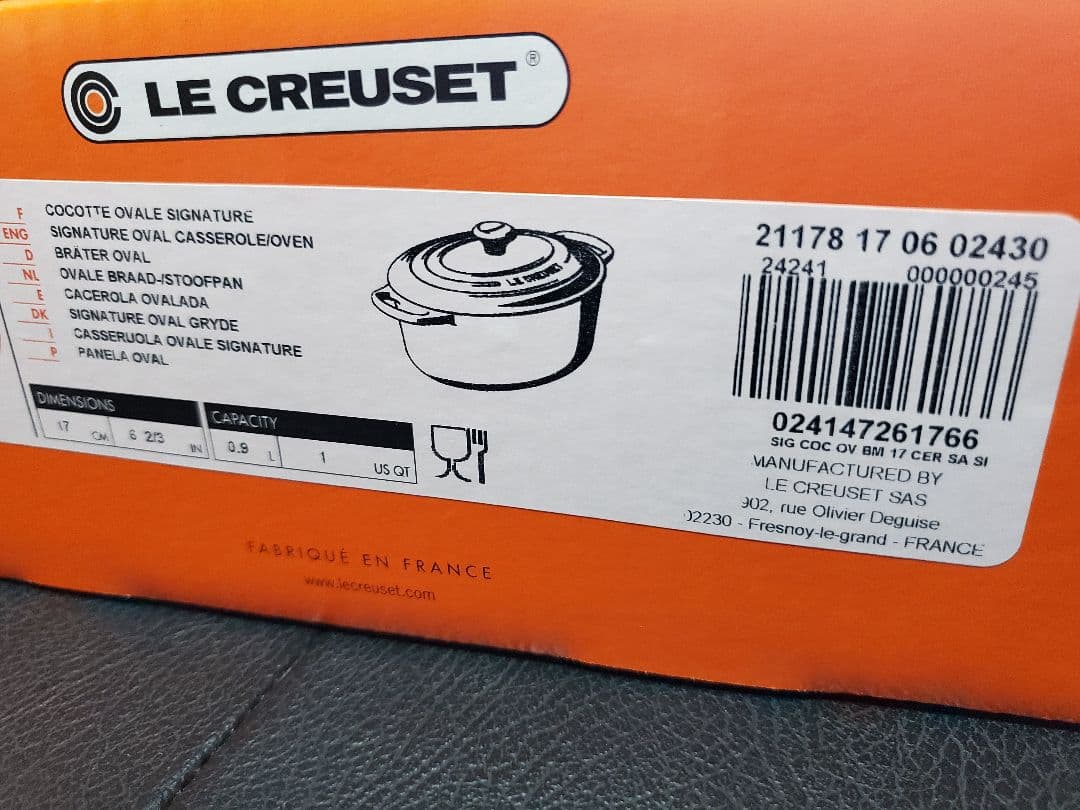 LE CREUSET ®
F COCOTTE OVALE SIGNATURE
ENG SIGNATURE OVAL CASSEROLE/OVEN
D BRÄTER OVAL
NL OVALE BRAAD-/STOOFPAN
E CACEROLA OVALADA
DK SIGNATURE OVAL GRYDE
I CASSERUOLA OVALE SIGNATURE
P PANELA OVAL
DIMENSIONS CAPACITY
17 CM 6 2/3 IN 0.9 L 1 US QT
LE CREUSET
21178 17 06 02430
24241 000000245
024147261766
SIG COC OV BM 17 CER SA SI
MANUFACTURED BY
LE CREUSET SAS
902, rue Olivier Deguise
02230 - Fresnoy-le-grand - FRANCE
FABRIQUÉ EN FRANCE
www.lecreuset.com